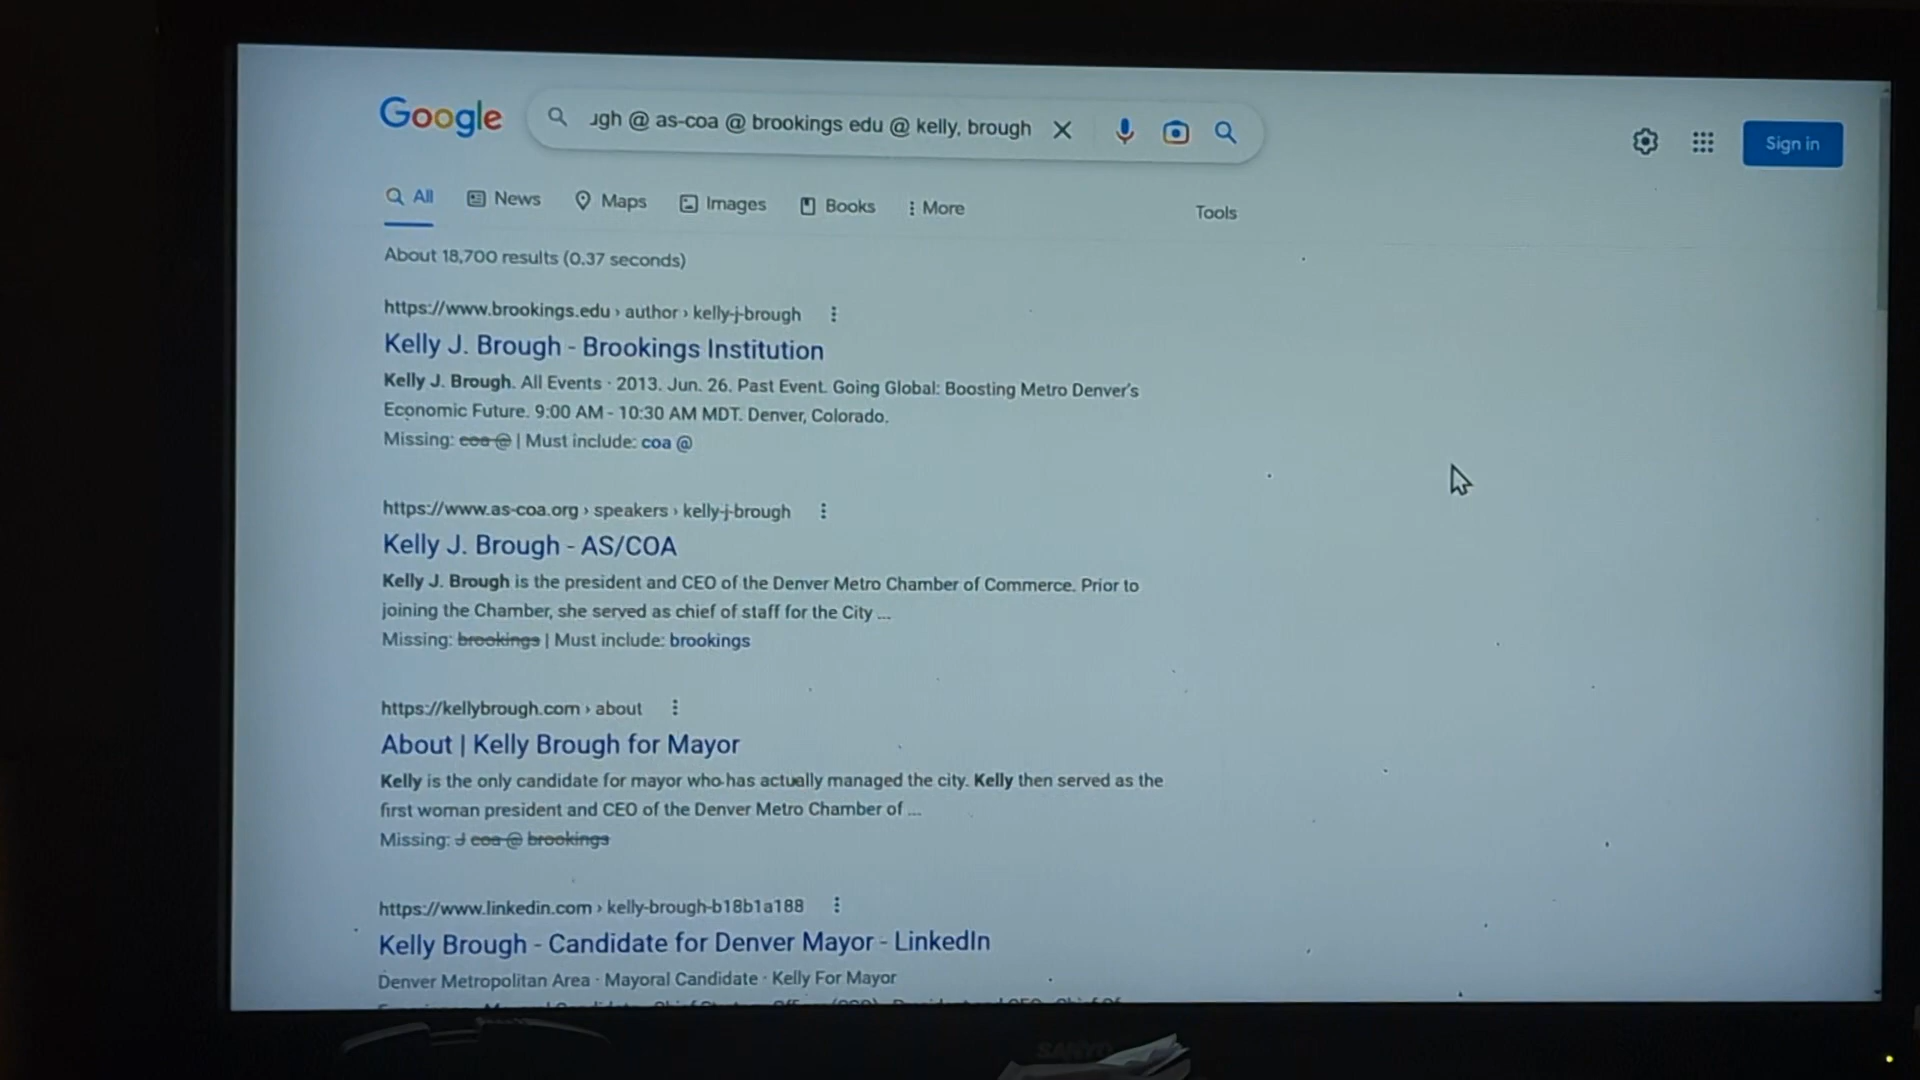 Google
ugh @ as-coa @ brookings edu @ kelly, brough
Sign in
All
News
Maps
Images
Books
More
Tools
About 18,700 results (0.37 seconds)
https://www.brookings.edu › author › kelly-j-brough
Kelly J. Brough - Brookings Institution
Kelly J. Brough. All Events · 2013. Jun. 26. Past Event. Going Global: Boosting Metro Denver's
Economic Future. 9:00 AM - 10:30 AM MDT. Denver, Colorado.
Missing: coa @ | Must include: coa @
https://www.as-coa.org › speakers › kelly-j-brough
Kelly J. Brough - AS/COA
Kelly J. Brough is the president and CEO of the Denver Metro Chamber of Commerce. Prior to
joining the Chamber, she served as chief of staff for the City ...
Missing: brookings | Must include: brookings
https://kellybrough.com › about
About | Kelly Brough for Mayor
Kelly is the only candidate for mayor who has actually managed the city. Kelly then served as the
first woman president and CEO of the Denver Metro Chamber of ...
Missing: J coa @ brookings
https://www.linkedin.com › kelly-brough-b18b1a188
Kelly Brough - Candidate for Denver Mayor - LinkedIn
Denver Metropolitan Area · Mayoral Candidate · Kelly For Mayor
SANYO